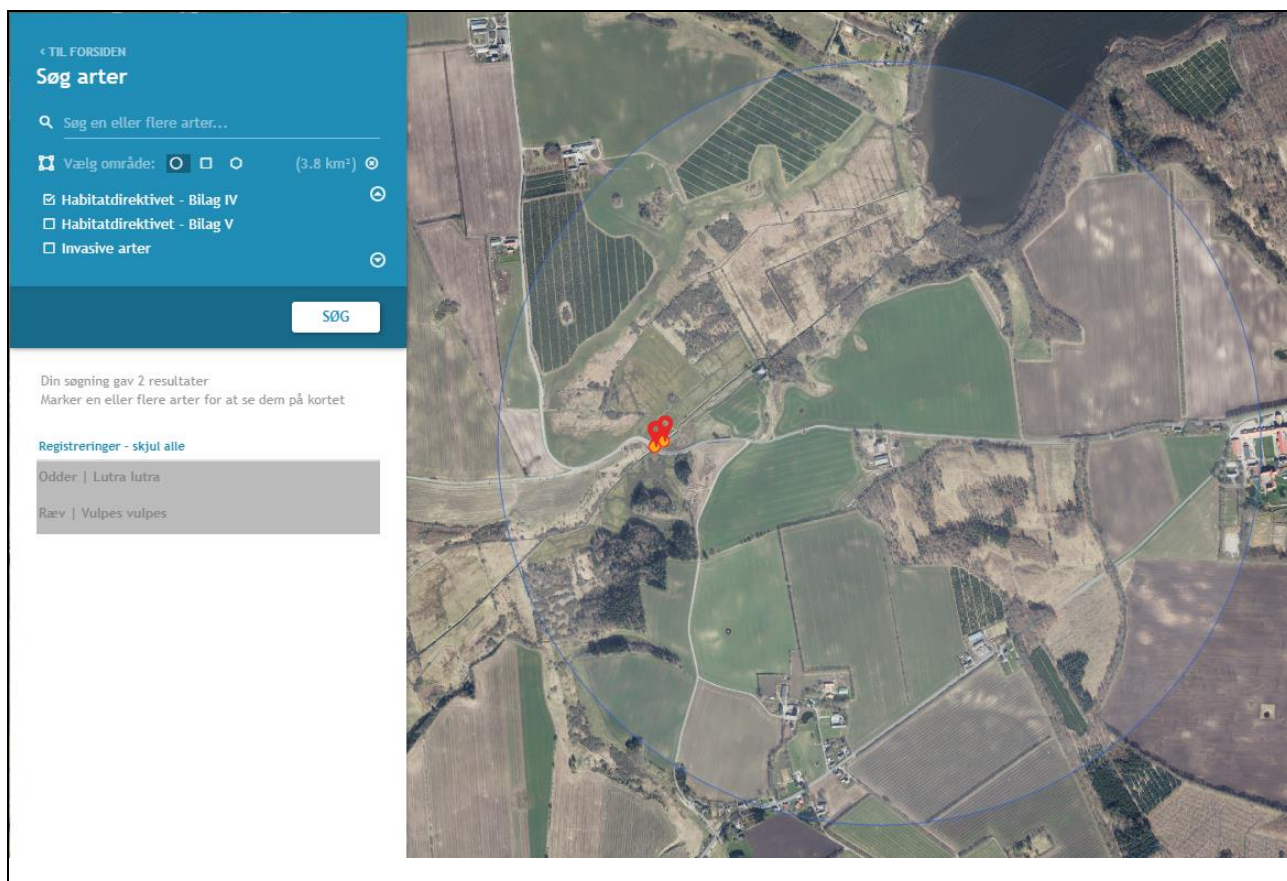 ‹ TIL FORSIDEN
Søg arter
Søg en eller flere arter...
Vælg område: (3.8 km²)
Habitatdirektivet - Bilag IV
Habitatdirektivet - Bilag V
Invasive arter
SØG
Din søgning gav 2 resultater
Marker en eller flere arter for at se dem på kortet
Registreringer - skjul alle
Odder | Lutra lutra
Ræv | Vulpes vulpes